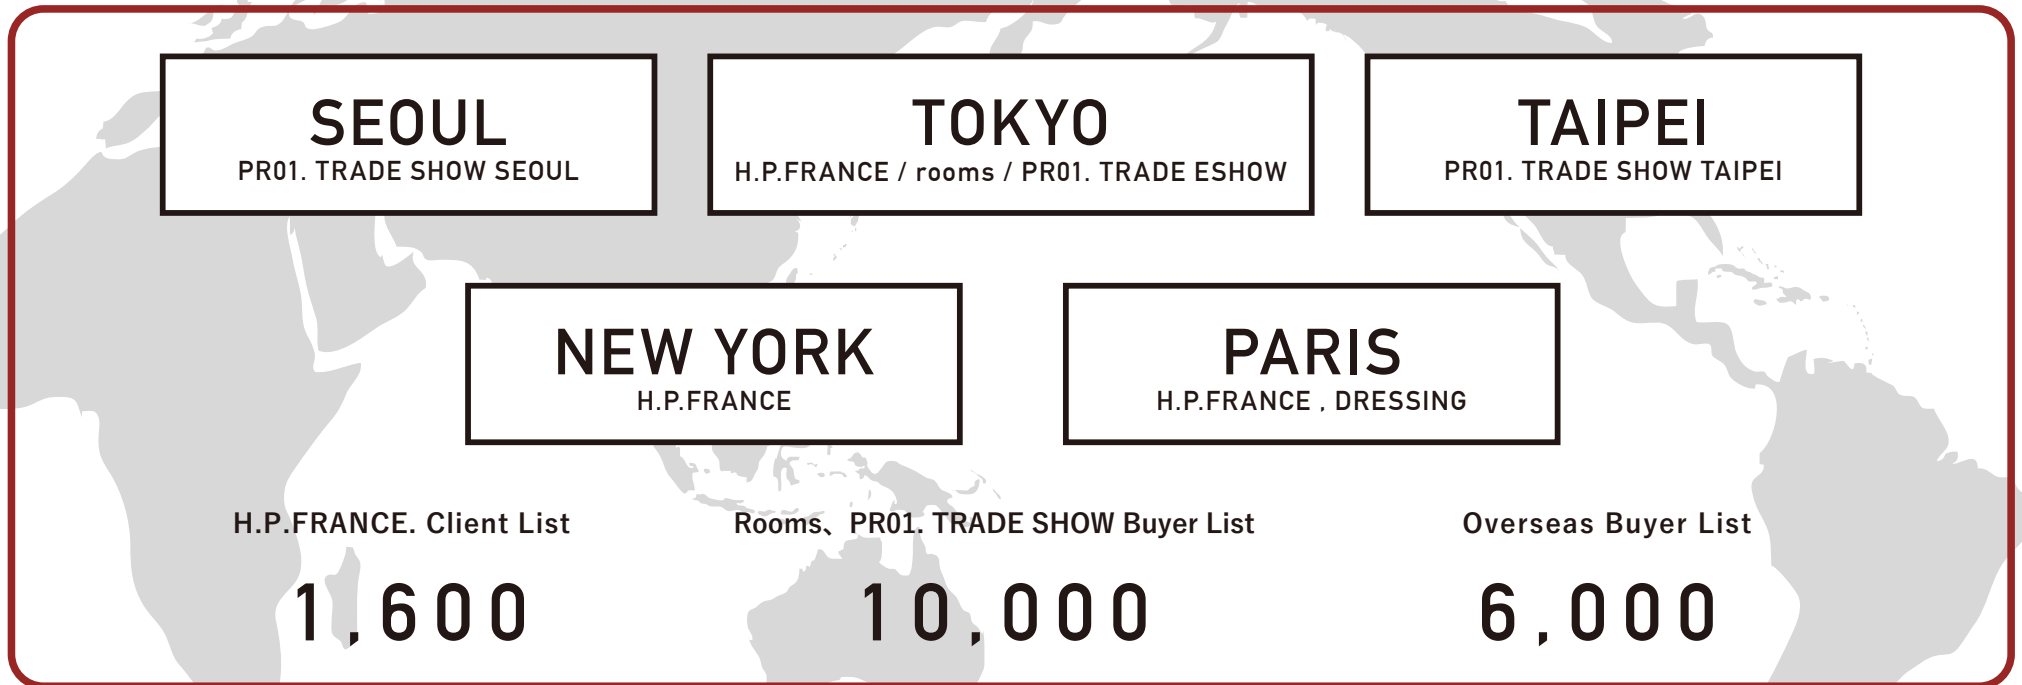 SEOUL
PR01. TRADE SHOW SEOUL
TOKYO
H.P.FRANCE / rooms / PR01. TRADE ESHOW
TAIPEI
PR01. TRADE SHOW TAIPEI
NEW YORK
H.P.FRANCE
PARIS
H.P.FRANCE , DRESSING
H.P.FRANCE. Client List
1,600
Rooms、PR01. TRADE SHOW Buyer List
10,000
Overseas Buyer List
6,000